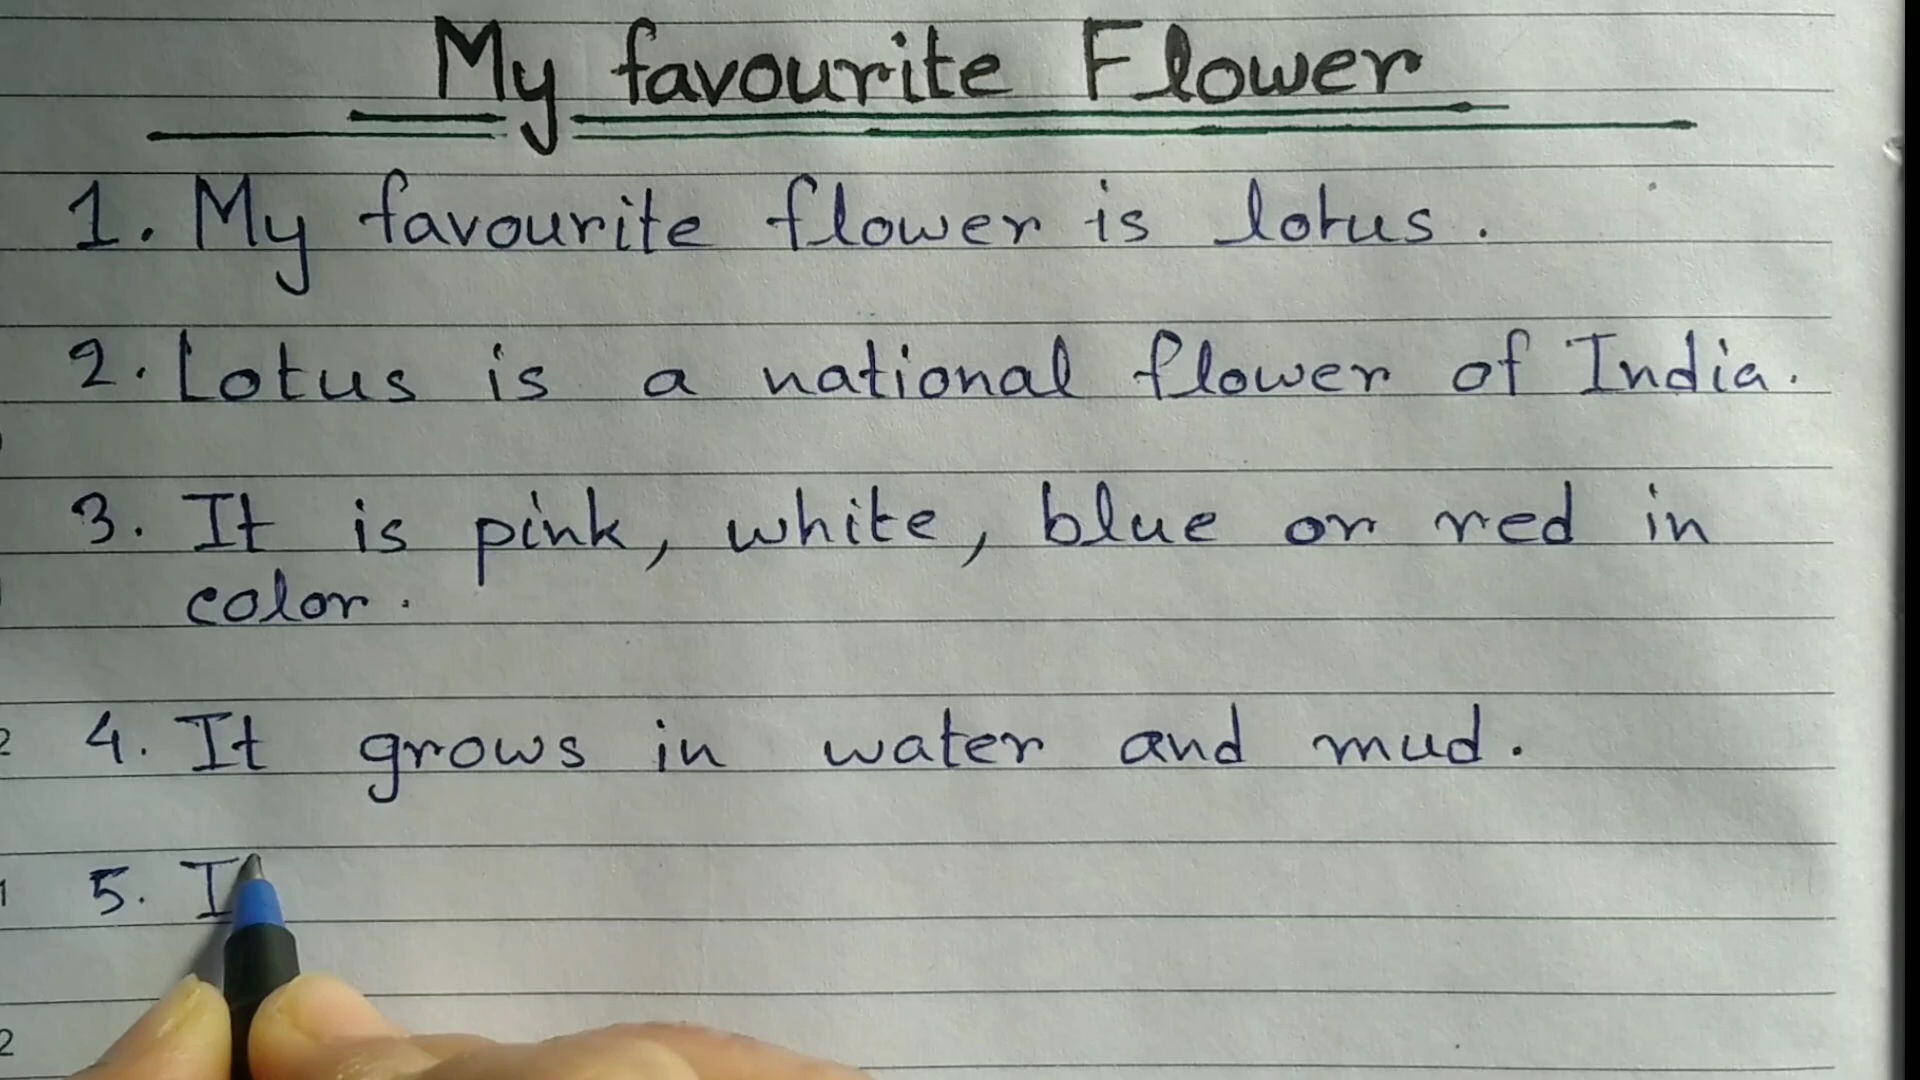 My favourite Flower
1. My favourite flower is lotus.
2. Lotus is a national flower of India.
3. It is pink, white, blue or red in
color.
4. It grows in water and mud.
5. I